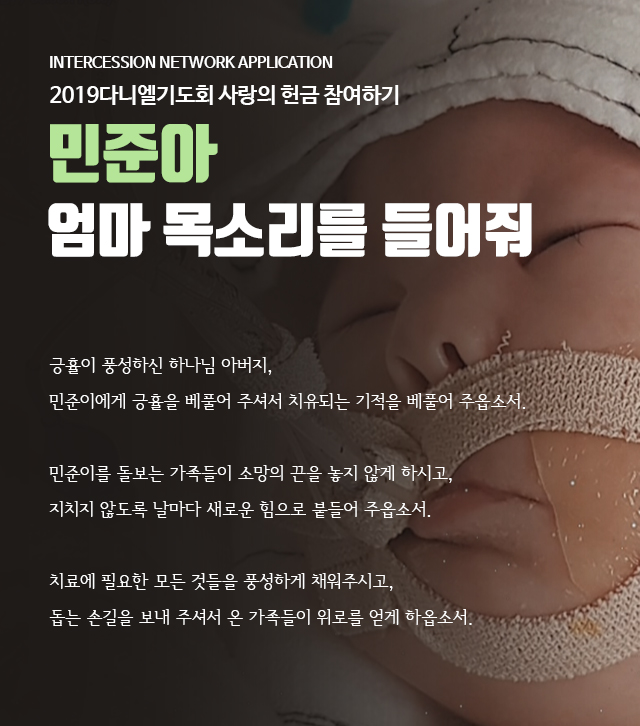 INTERCESSION NETWORK APPLICATION
2019다니엘기도회 사랑의 헌금 참여하기
민준아
엄마 목소리를 들어줘
긍휼이 풍성하신 하나님 아버지,
민준이에게 긍휼을 베풀어 주셔서 치유되는 기적을 베풀어 주옵소서.
민준이를 돌보는 가족들이 소망의 끈을 놓지 않게 하시고,
지치지 않도록 날마다 새로운 힘으로 붙들어 주옵소서.
치료에 필요한 모든 것들을 풍성하게 채워주시고,
돕는 손길을 보내 주셔서 온 가족들이 위로를 얻게 하옵소서.